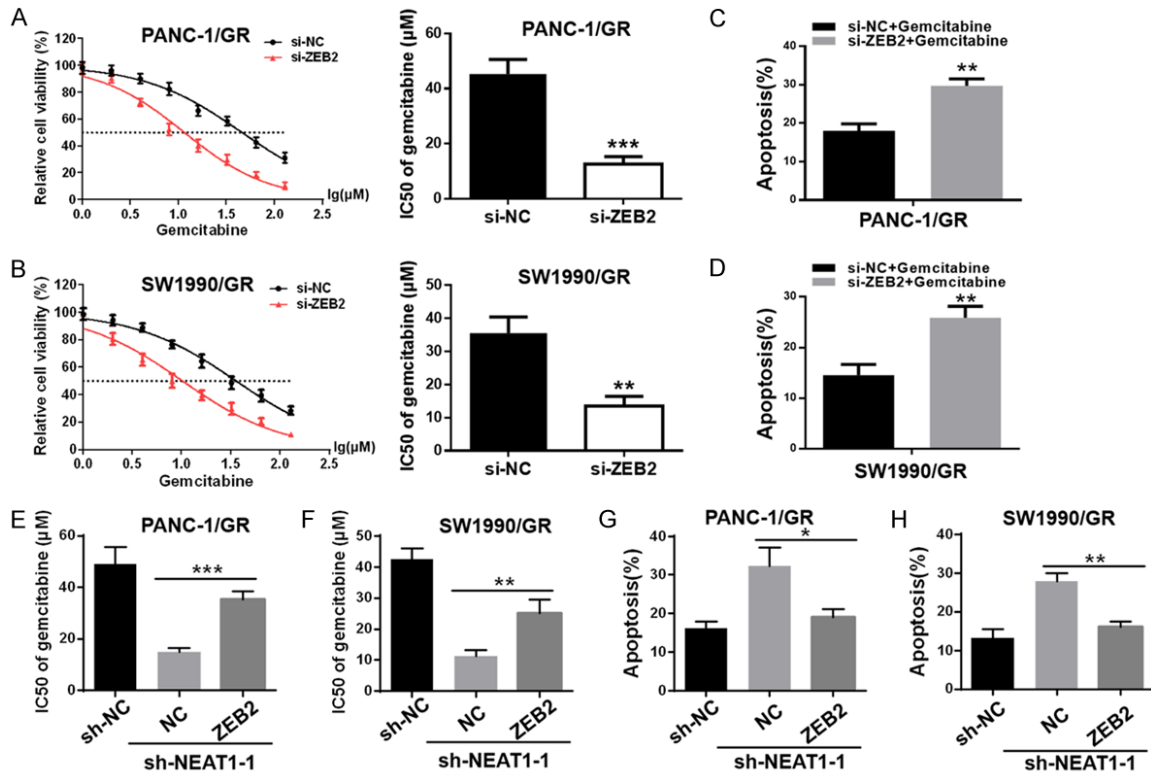 A
PANC-1/GR
si-NC
si-ZEB2
Relative cell viability (%)
120
100
80
60
40
20
0
0.0 0.5 1.0 1.5 2.0 2.5
lg(μM)
Gemcitabine
PANC-1/GR
IC50 of gemcitabine (μM)
60
40
20
0
***
si-NC si-ZEB2
C
si-NC+Gemcitabine
si-ZEB2+Gemcitabine
Apoptosis(%)
40
30
20
10
0
**
PANC-1/GR
B
SW1990/GR
si-NC
si-ZEB2
Relative cell viability (%)
120
100
80
60
40
20
0
0.0 0.5 1.0 1.5 2.0 2.5
lg(μM)
Gemcitabine
SW1990/GR
IC50 of gemcitabine (μM)
50
40
30
20
10
0
**
si-NC si-ZEB2
D
si-NC+Gemcitabine
si-ZEB2+Gemcitabine
Apoptosis(%)
30
20
10
0
**
SW1990/GR
E
PANC-1/GR
IC50 of gemcitabine (μM)
60
40
20
0
***
sh-NC NC ZEB2
sh-NEAT1-1
F
SW1990/GR
IC50 of gemcitabine (μM)
50
40
30
20
10
0
**
sh-NC NC ZEB2
sh-NEAT1-1
G
PANC-1/GR
Apoptosis(%)
40
30
20
10
0
*
sh-NC NC ZEB2
sh-NEAT1-1
H
SW1990/GR
Apoptosis(%)
40
30
20
10
0
**
sh-NC NC ZEB2
sh-NEAT1-1